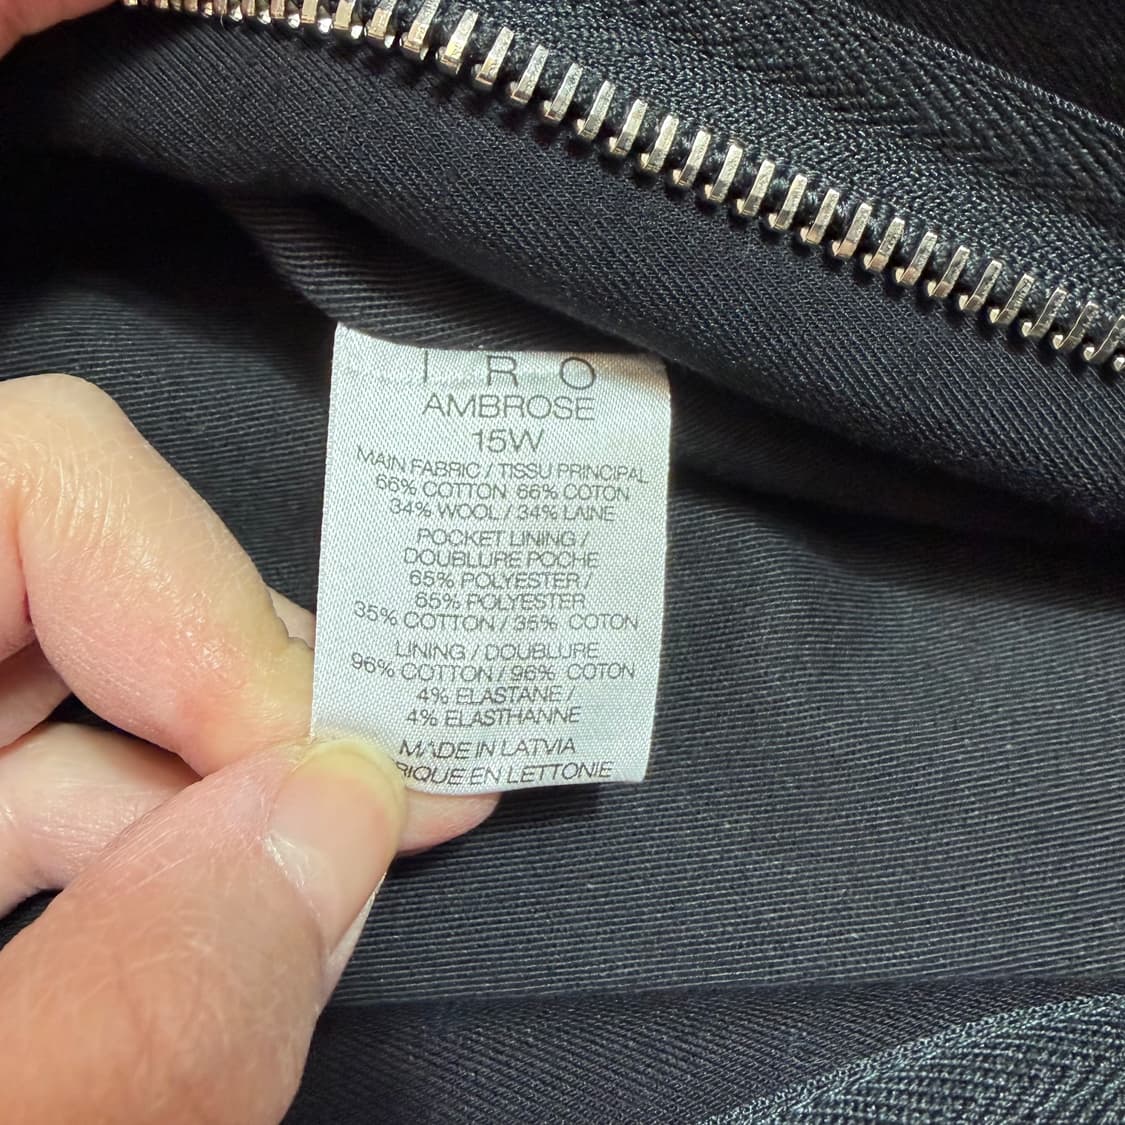 I R O
AMBROSE
15W
MAIN FABRIC / TISSU PRINCIPAL
66% COTTON 66% COTON
34% WOOL / 34% LAINE
POCKET LINING /
DOUBLURE POCHE
65% POLYESTER /
65% POLYESTER
35% COTTON / 35% COTON
LINING / DOUBLURE
96% COTTON / 96% COTON
4% ELASTANE /
4% ELASTHANNE
MADE IN LATVIA
RIQUE EN LETTONIE